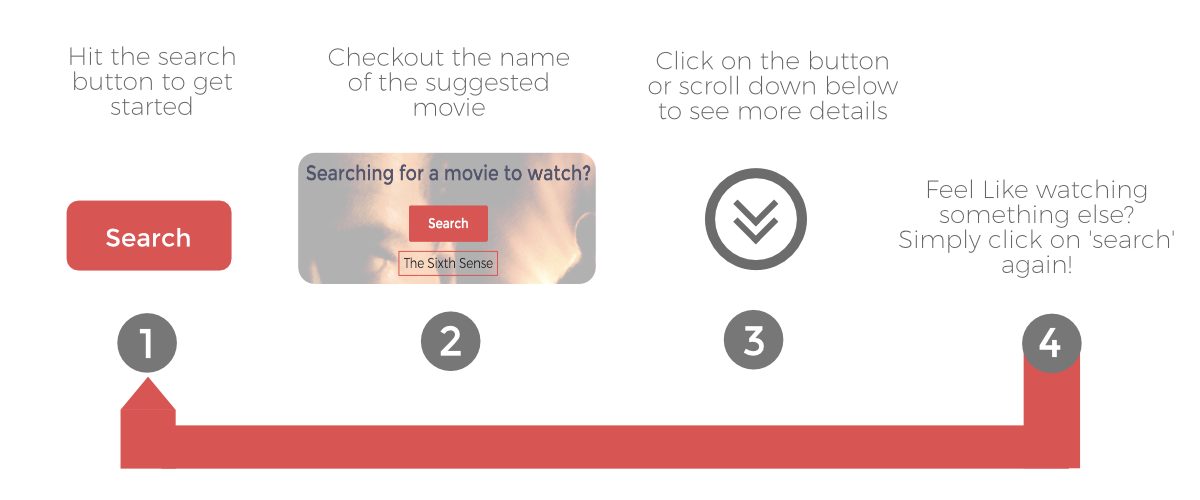 Hit the search
button to get
started
Search
1
Checkout the name
of the suggested
movie
Searching for a movie to watch?
Search
The Sixth Sense
2
Click on the button
or scroll down below
to see more details
3
Feel Like watching
something else?
Simply click on 'search'
again!
4